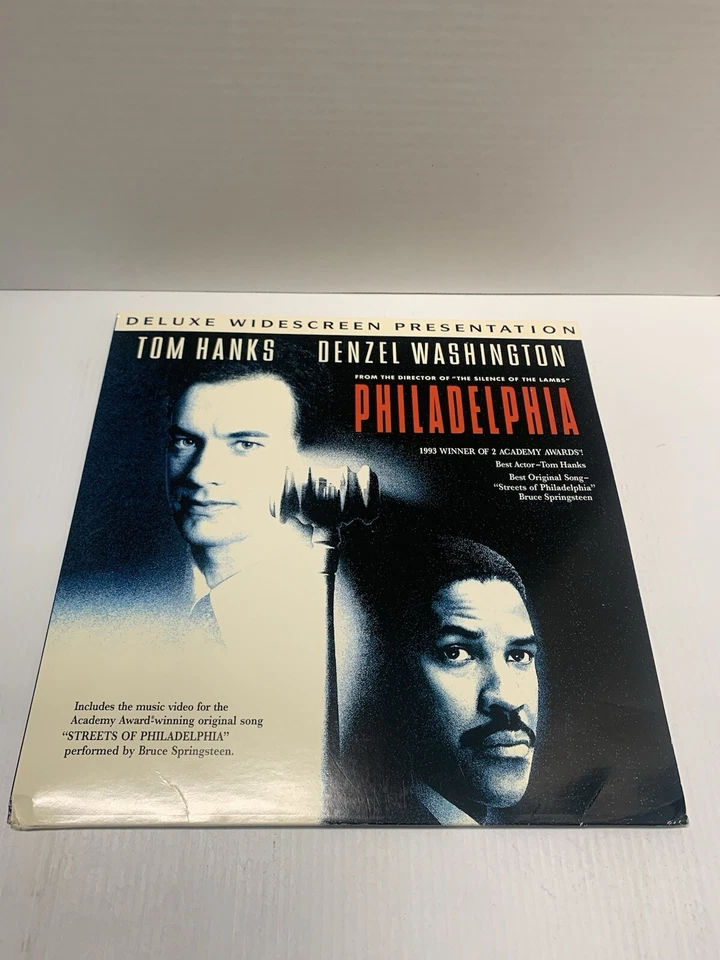 DELUXE WIDESCREEN PRESENTATION
TOM HANKS DENZEL WASHINGTON
FROM THE DIRECTOR OF "THE SILENCE OF THE LAMBS"
PHILADELPHIA
1993 WINNER OF 2 ACADEMY AWARDS®!
Best Actor–Tom Hanks
Best Original Song–
"Streets of Philadelphia"
Bruce Springsteen
Includes the music video for the
Academy Award®winning original song
"STREETS OF PHILADELPHIA"
performed by Bruce Springsteen.